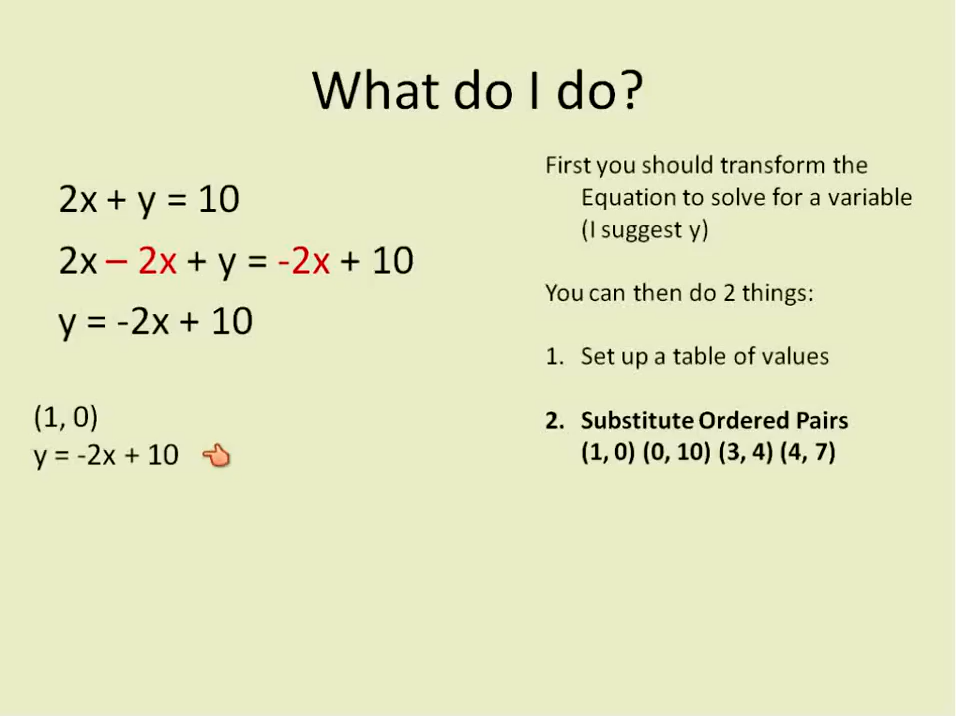 What do I do?
2x + y = 10
2x – 2x + y = -2x + 10
y = -2x + 10
(1, 0)
y = -2x + 10
First you should transform the
Equation to solve for a variable
(I suggest y)
You can then do 2 things:
1. Set up a table of values
2. Substitute Ordered Pairs
(1, 0) (0, 10) (3, 4) (4, 7)